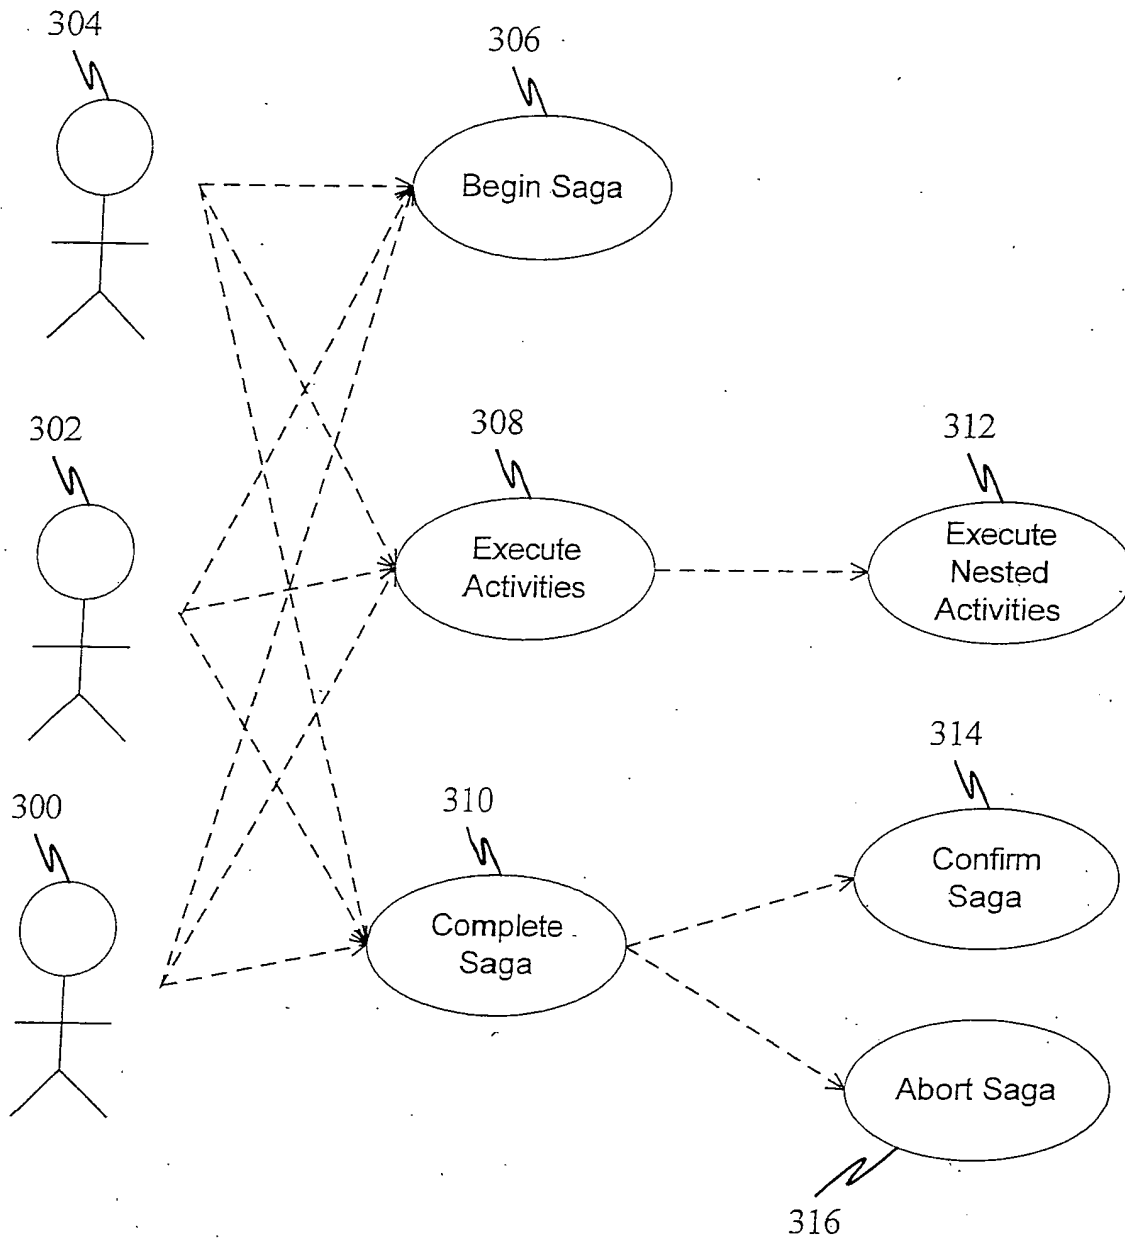 304
306
Begin Saga
302
308
312
Execute
Activities
Execute
Nested
Activities
300
310
314
Complete
Saga
Confirm
Saga
Abort Saga
316